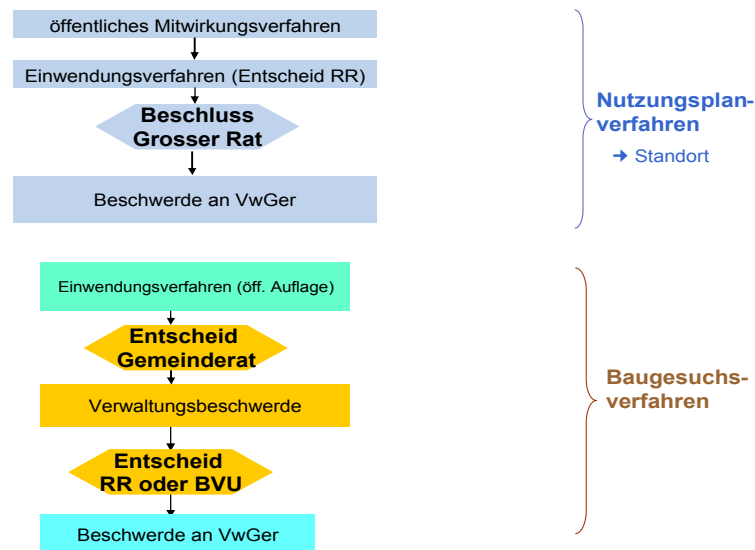 öffentliches Mitwirkungsverfahren
Einwendungsverfahren (Entscheid RR)
Beschluss
Grosser Rat
Beschwerde an VwGer
Nutzungsplan-
verfahren
→ Standort
Einwendungsverfahren (öff. Auflage)
Entscheid
Gemeinderat
Verwaltungsbeschwerde
Entscheid
RR oder BVU
Beschwerde an VwGer
Baugesuchs-
verfahren